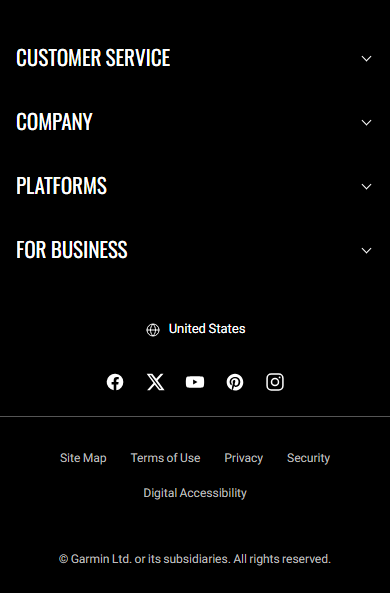 CUSTOMER SERVICE
COMPANY
PLATFORMS
FOR BUSINESS
United States
Site Map Terms of Use Privacy Security
Digital Accessibility
© Garmin Ltd. or its subsidiaries. All rights reserved.